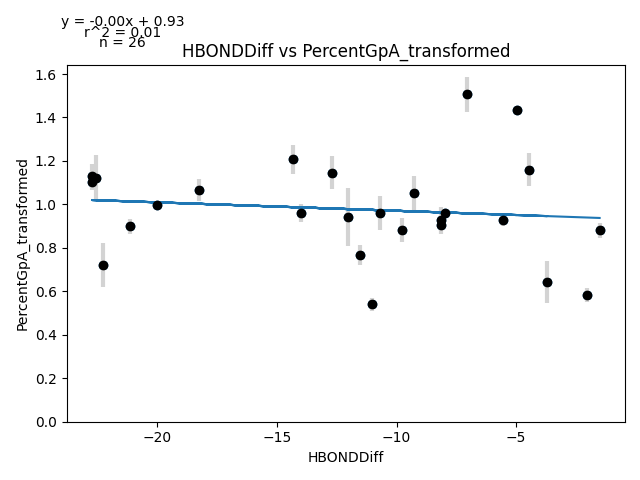 y = -0.00x + 0.93
r^2 = 0.01
n = 26
HBONDDiff vs PercentGpA_transformed
PercentGpA_transformed
1.6
1.4
1.2
1.0
0.8
0.6
0.4
0.2
0.0
−20
−15
−10
−5
HBONDDiff